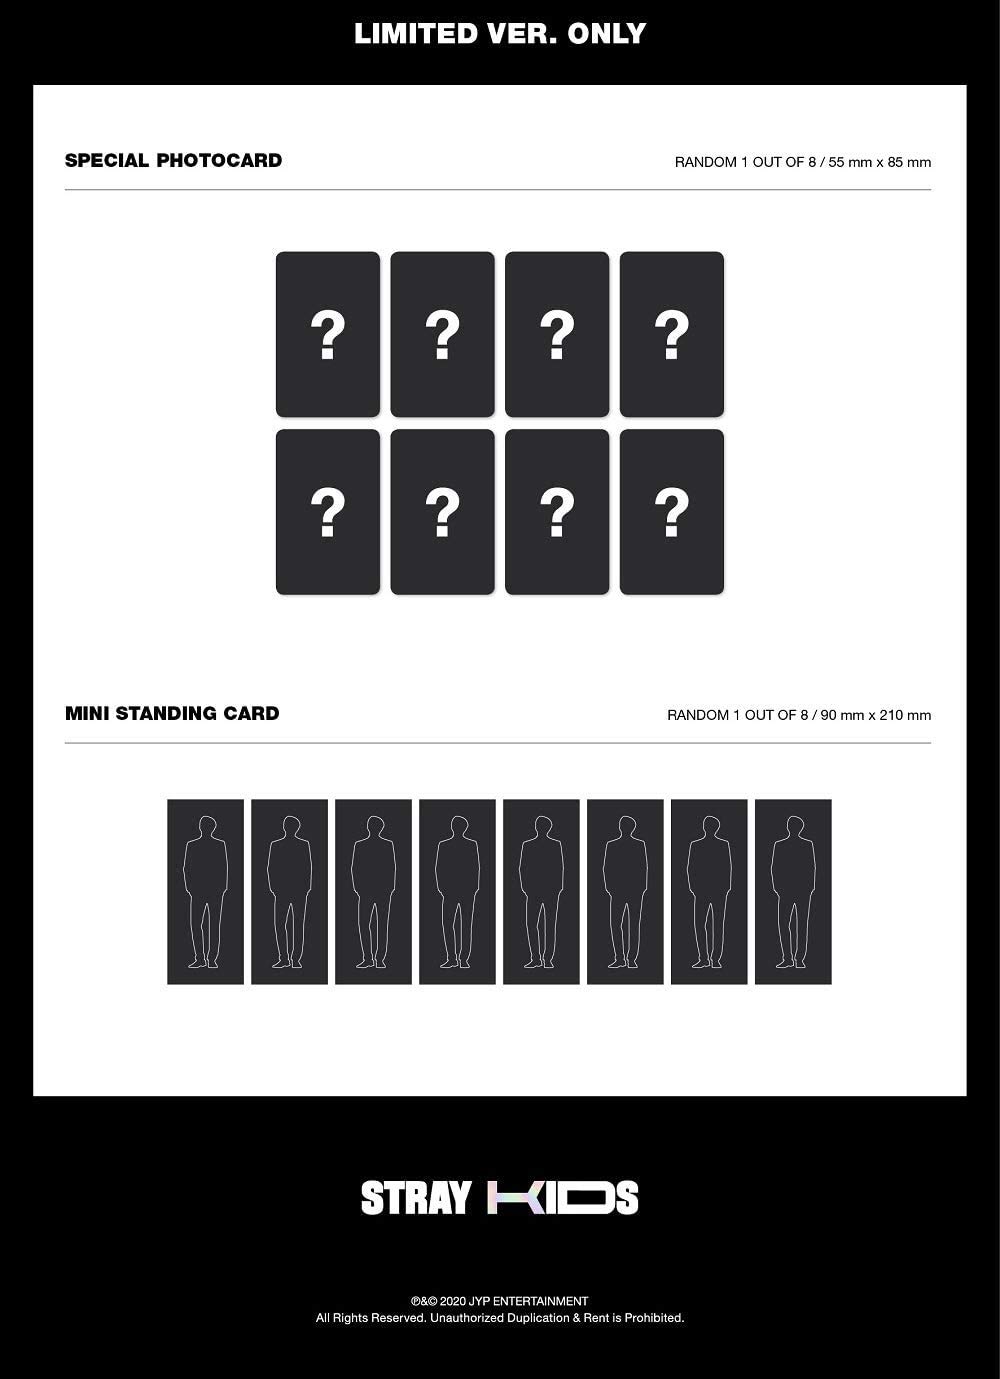 LIMITED VER. ONLY
SPECIAL PHOTOCARD
RANDOM 1 OUT OF 8 / 55 mm x 85 mm
? ? ? ?
? ? ? ?
MINI STANDING CARD
RANDOM 1 OUT OF 8 / 90 mm x 210 mm
STRAY KIDS
℗&© 2020 JYP ENTERTAINMENT
All Rights Reserved. Unauthorized Duplication & Rent is Prohibited.